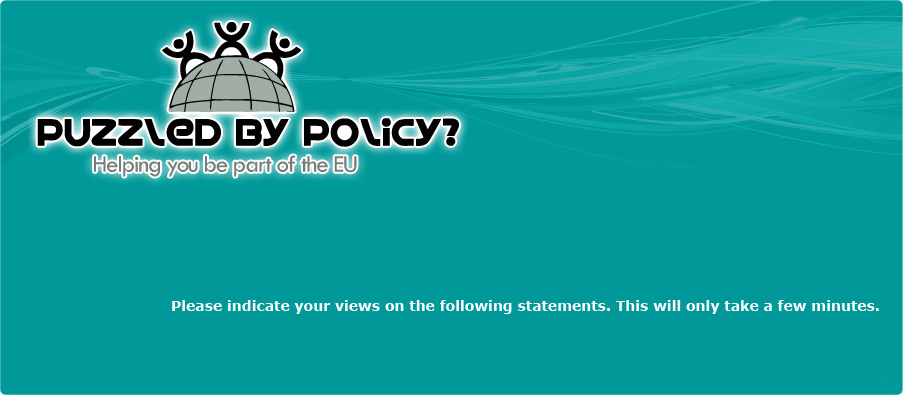 PUZZLED BY POLICY?
Helping you be part of the EU
Please indicate your views on the following statements. This will only take a few minutes.